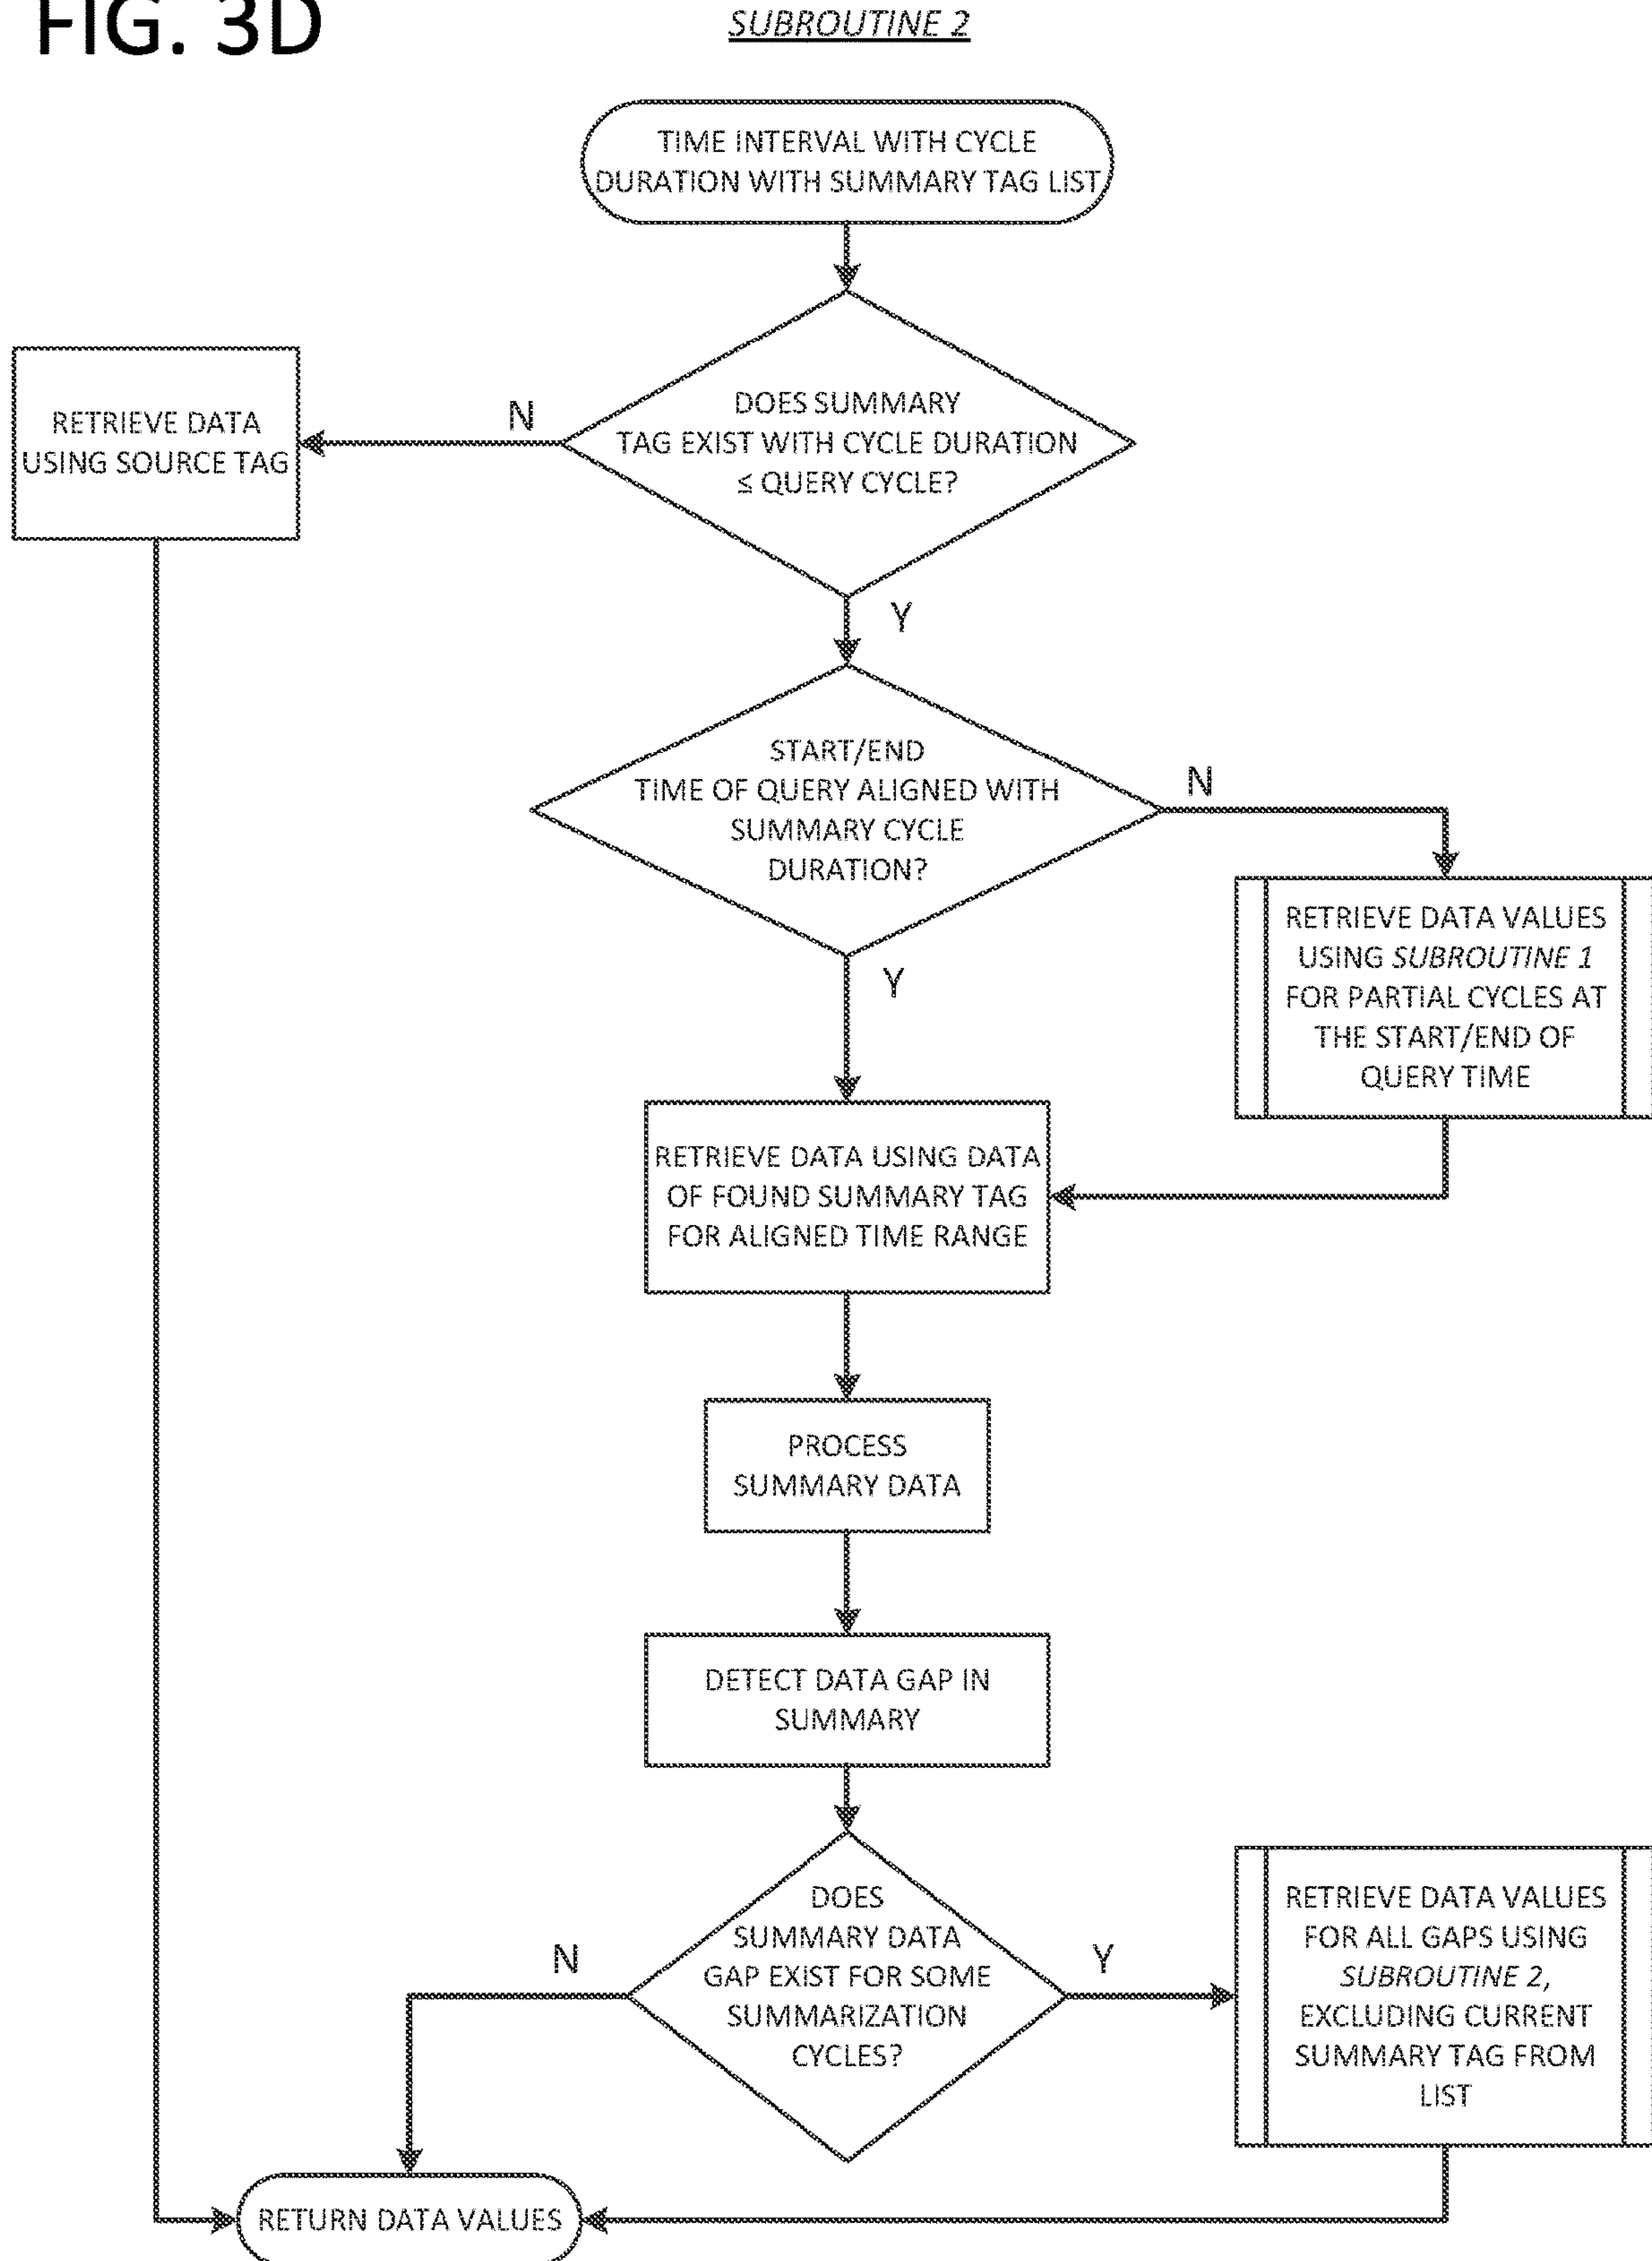 FIG. 3D
SUBROUTINE 2
TIME INTERVAL WITH CYCLE
DURATION WITH SUMMARY TAG LIST
DOES SUMMARY
TAG EXIST WITH CYCLE DURATION
≤ QUERY CYCLE?
N
RETRIEVE DATA
USING SOURCE TAG
Y
START/END
TIME OF QUERY ALIGNED WITH
SUMMARY CYCLE
DURATION?
N
RETRIEVE DATA VALUES
USING SUBROUTINE 1
FOR PARTIAL CYCLES AT
THE START/END OF
QUERY TIME
Y
RETRIEVE DATA USING DATA
OF FOUND SUMMARY TAG
FOR ALIGNED TIME RANGE
PROCESS
SUMMARY DATA
DETECT DATA GAP IN
SUMMARY
DOES
SUMMARY DATA
GAP EXIST FOR SOME
SUMMARIZATION
CYCLES?
N
Y
RETRIEVE DATA VALUES
FOR ALL GAPS USING
SUBROUTINE 2,
EXCLUDING CURRENT
SUMMARY TAG FROM
LIST
RETURN DATA VALUES